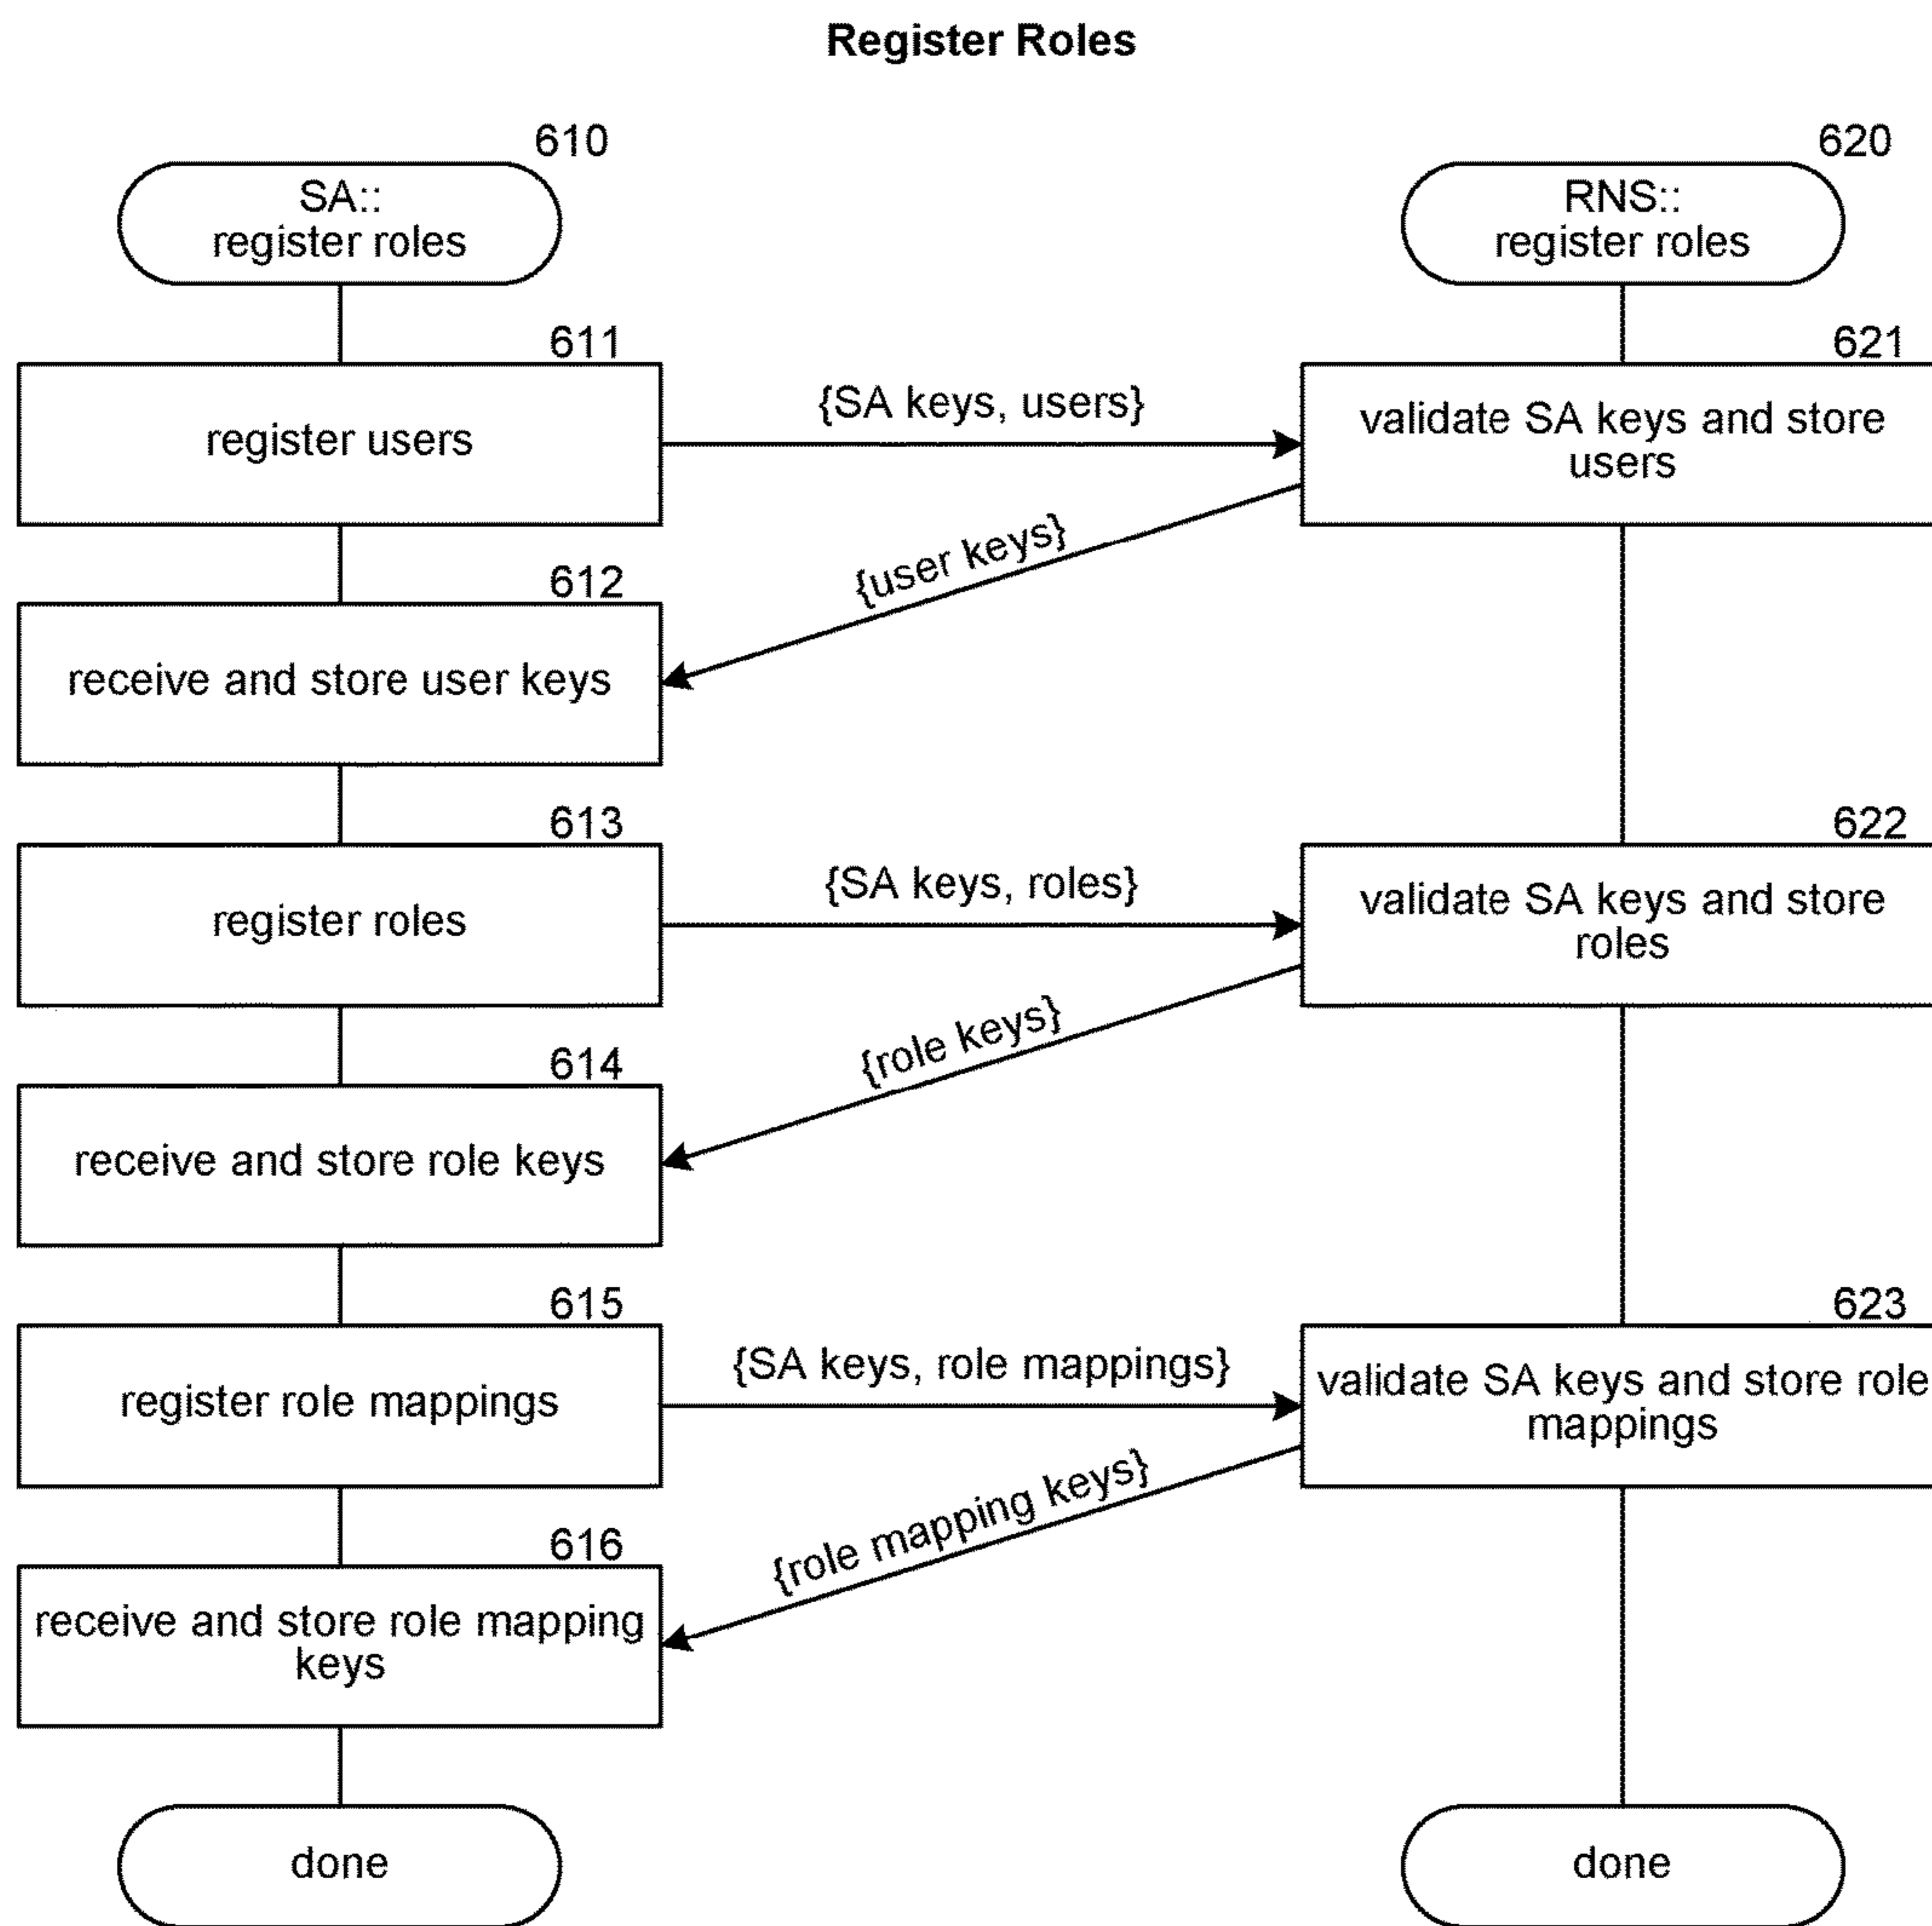 Register Roles
610
620
SA::
register roles
RNS::
register roles
611
621
register users
{SA keys, users}
validate SA keys and store
users
{user keys}
612
receive and store user keys
613
622
register roles
{SA keys, roles}
validate SA keys and store
roles
{role keys}
614
receive and store role keys
615
623
register role mappings
{SA keys, role mappings}
validate SA keys and store role
mappings
{role mapping keys}
616
receive and store role mapping
keys
done
done